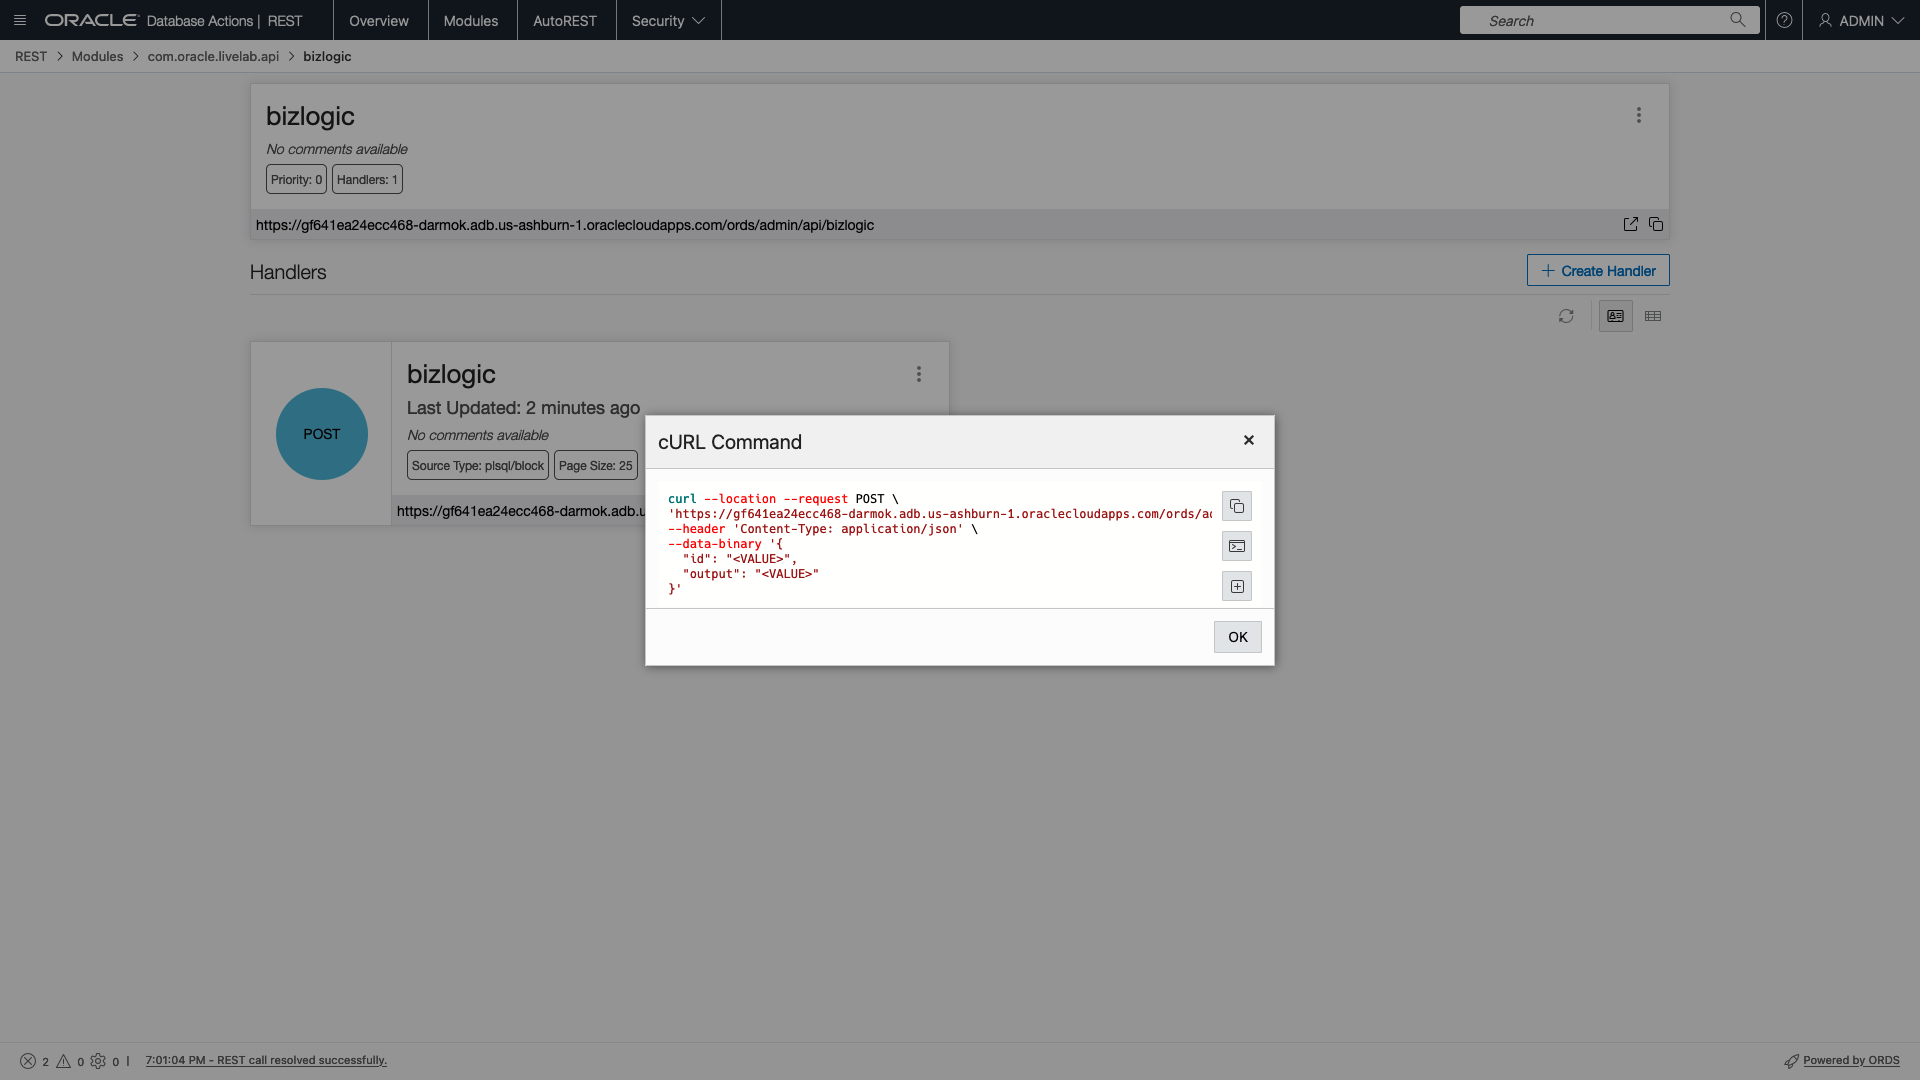 ORACLE Database Actions | REST
Overview
Modules
AutoREST
Security
Search
ADMIN
REST > Modules > com.oracle.livelab.api > bizlogic
bizlogic
No comments available
Priority: 0
Handlers: 1
https://gf641ea24ecc468-darmok.adb.us-ashburn-1.oraclecloudapps.com/ords/admin/api/bizlogic
Handlers
Create Handler
POST
bizlogic
Last Updated: 2 minutes ago
No comments available
Source Type: plsql/block
Page Size: 25
https://gf641ea24ecc468-darmok.adb.u
cURL Command
curl --location --request POST \
'https://gf641ea24ecc468-darmok.adb.us-ashburn-1.oraclecloudapps.com/ords/ad
--header 'Content-Type: application/json' \
--data-binary '{
"id": "<VALUE>",
"output": "<VALUE>"
}'
OK
2 0 0 | 7:01:04 PM - REST call resolved successfully.
Powered by ORDS